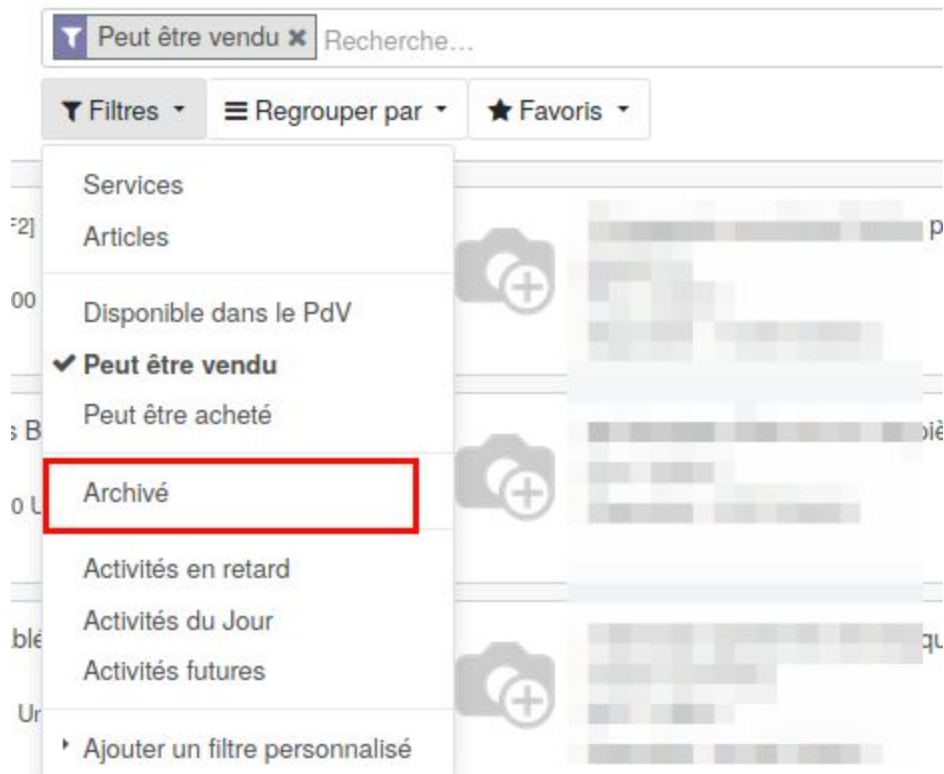 Peut être vendu ✖ Recherche...
Filtres Regrouper par Favoris
Services
Articles
Disponible dans le PdV
Peut être vendu
Peut être acheté
Archivé
Activités en retard
Activités du Jour
Activités futures
Ajouter un filtre personnalisé